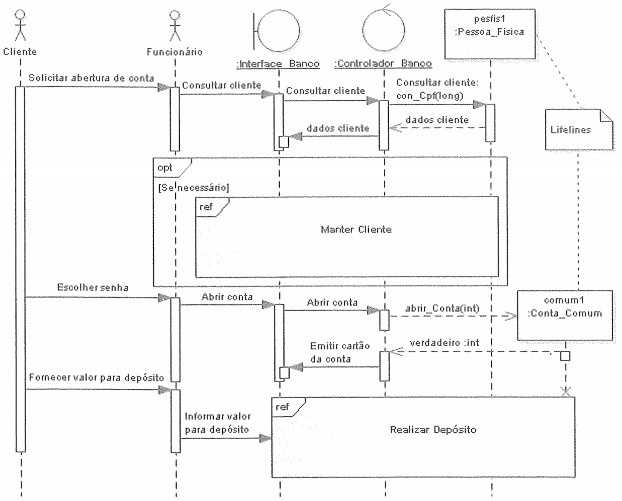 pesfis1
:Pessoa_Fisica
Cliente
Funcionário
:Interface_Banco
:Controlador_Banco
Solicitar abertura de conta
Consultar cliente
Consultar cliente
Consultar cliente:
con_Cpf(long)
dados cliente
dados cliente
Lifelines
opt
[Se necessário]
ref
Manter Cliente
Escolher senha
Abrir conta
Abrir conta
abrir_Conta(int)
comum1
:Conta_Comum
Emitir cartão
da conta
verdadeiro :int
Fornecer valor para depósito
Informar valor
para depósito
ref
Realizar Depósito